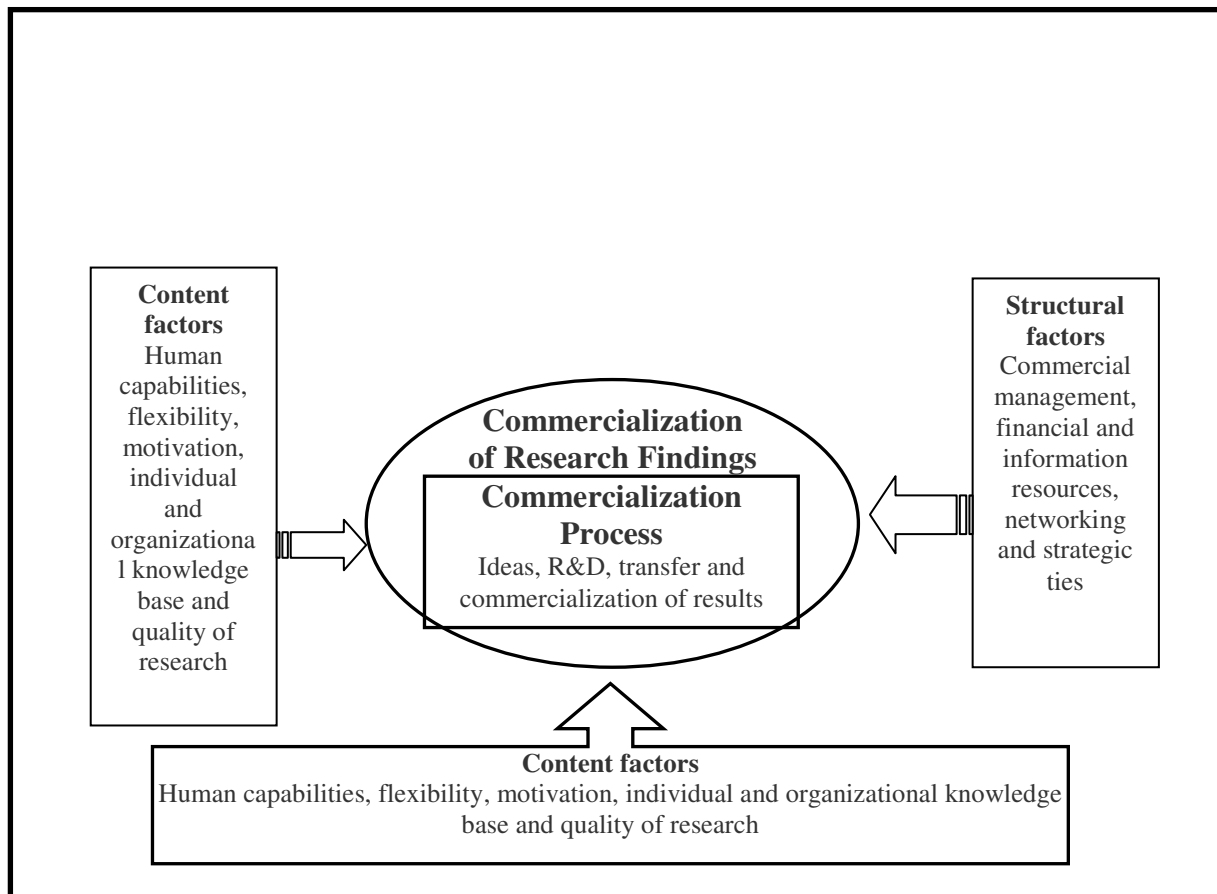 Content
factors
Human
capabilities,
flexibility,
motivation,
individual
and
organizationa
l knowledge
base and
quality of
research
Commercialization
of Research Findings
Commercialization
Process
Ideas, R&D, transfer and
commercialization of results
Structural
factors
Commercial
management,
financial and
information
resources,
networking
and strategic
ties
Content factors
Human capabilities, flexibility, motivation, individual and organizational knowledge
base and quality of research